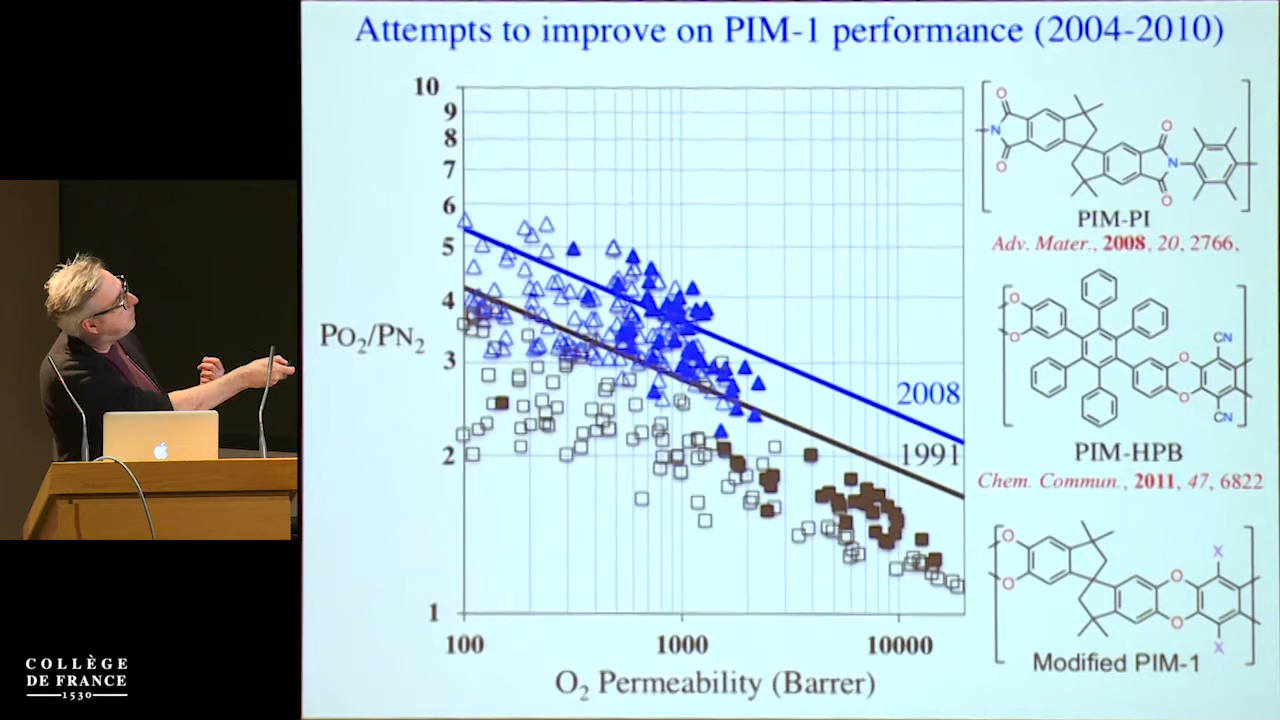 Attempts to improve on PIM-1 performance (2004-2010)
10
9
8
7
6
5
4
3
2
1
PO2/PN2
100
1000
10000
O2 Permeability (Barrer)
2008
1991
O
O
N
O
O
N
O
O
PIM-PI
Adv. Mater., 2008, 20, 2766,
O
O
O
O
CN
CN
PIM-HPB
Chem. Commun., 2011, 47, 6822
O
O
O
O
X
X
Modified PIM-1
COLLÈGE
DE FRANCE
1530